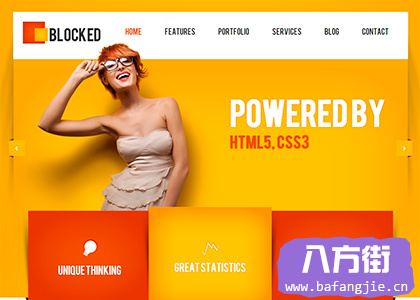 BLOCKED
HOME FEATURES PORTFOLIO SERVICES BLOG CONTACT
POWERED BY
HTML5, CSS3
UNIQUE THINKING
GREAT STATISTICS
八方街
www.bafangjie.cn